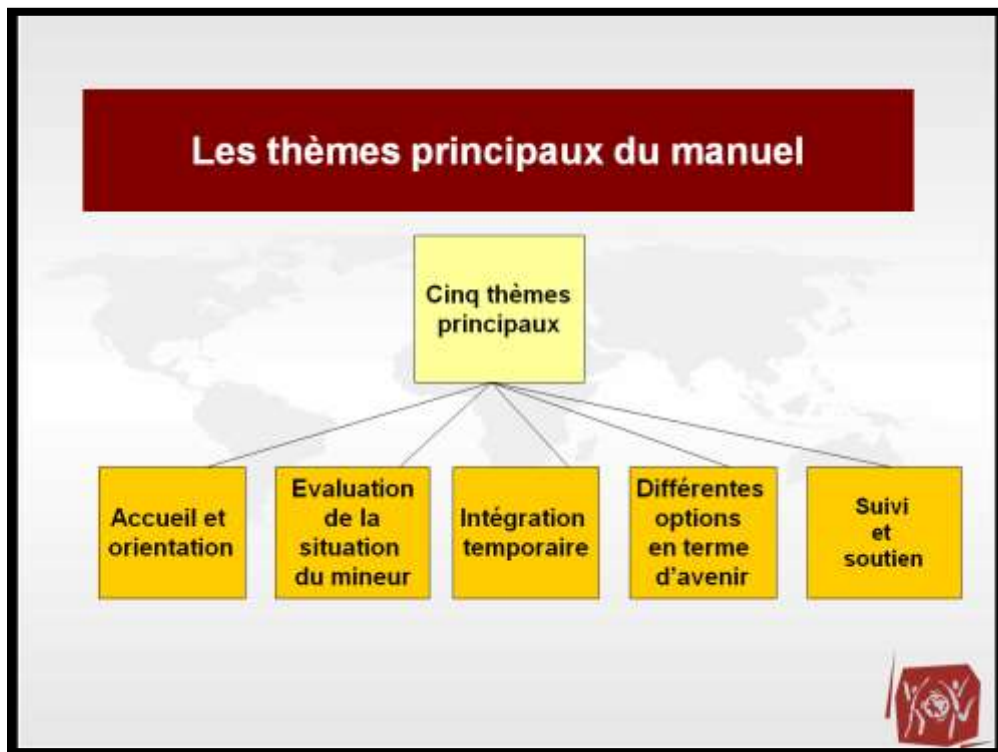 Les thèmes principaux du manuel
Cinq thèmes
principaux
Accueil et
orientation
Evaluation
de la
situation
du mineur
Intégration
temporaire
Différentes
options
en terme
d'avenir
Suivi
et
soutien